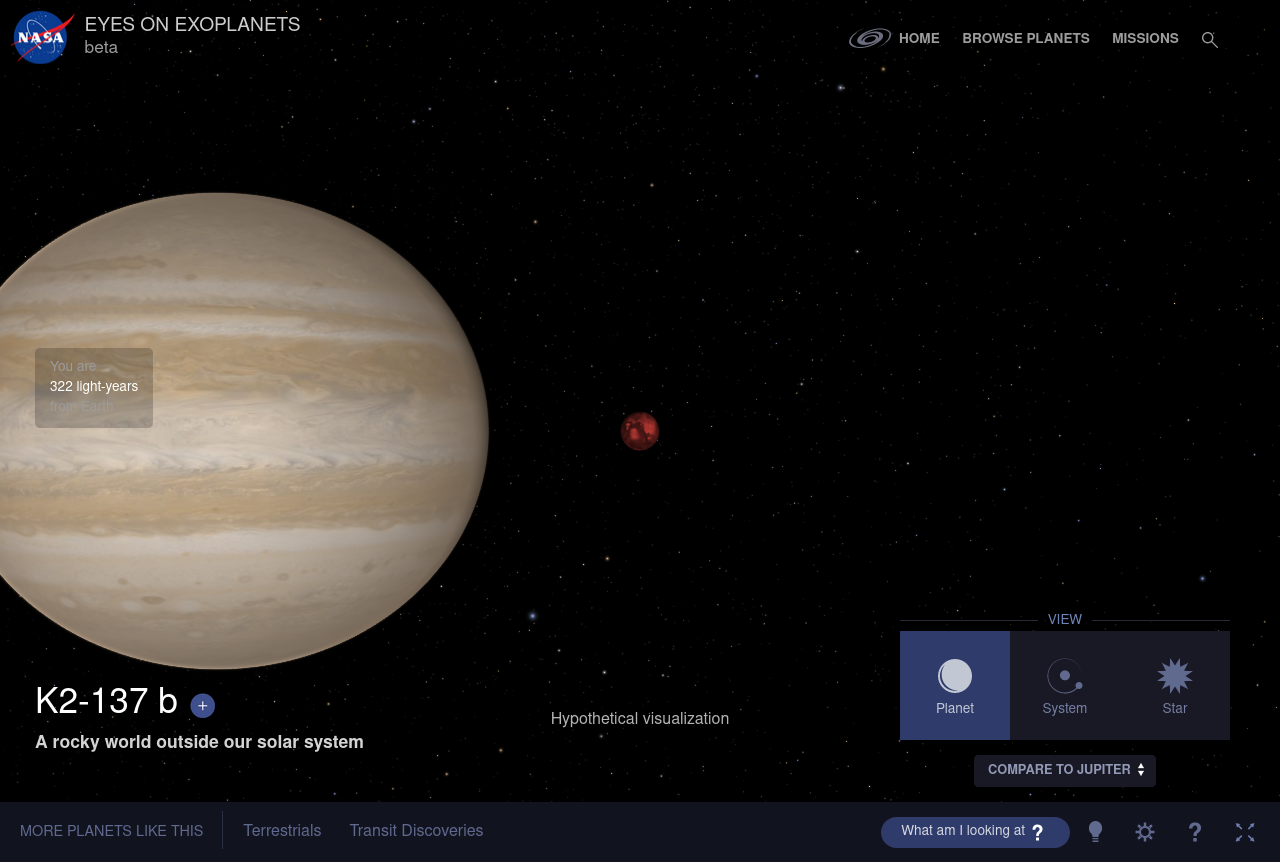 NASA
EYES ON EXOPLANETS
beta
HOME
BROWSE PLANETS
MISSIONS
You are
322 light-years
from Earth
K2-137 b
+
A rocky world outside our solar system
Hypothetical visualization
VIEW
Planet
System
Star
COMPARE TO JUPITER
MORE PLANETS LIKE THIS
Terrestrials
Transit Discoveries
What am I looking at ?
?